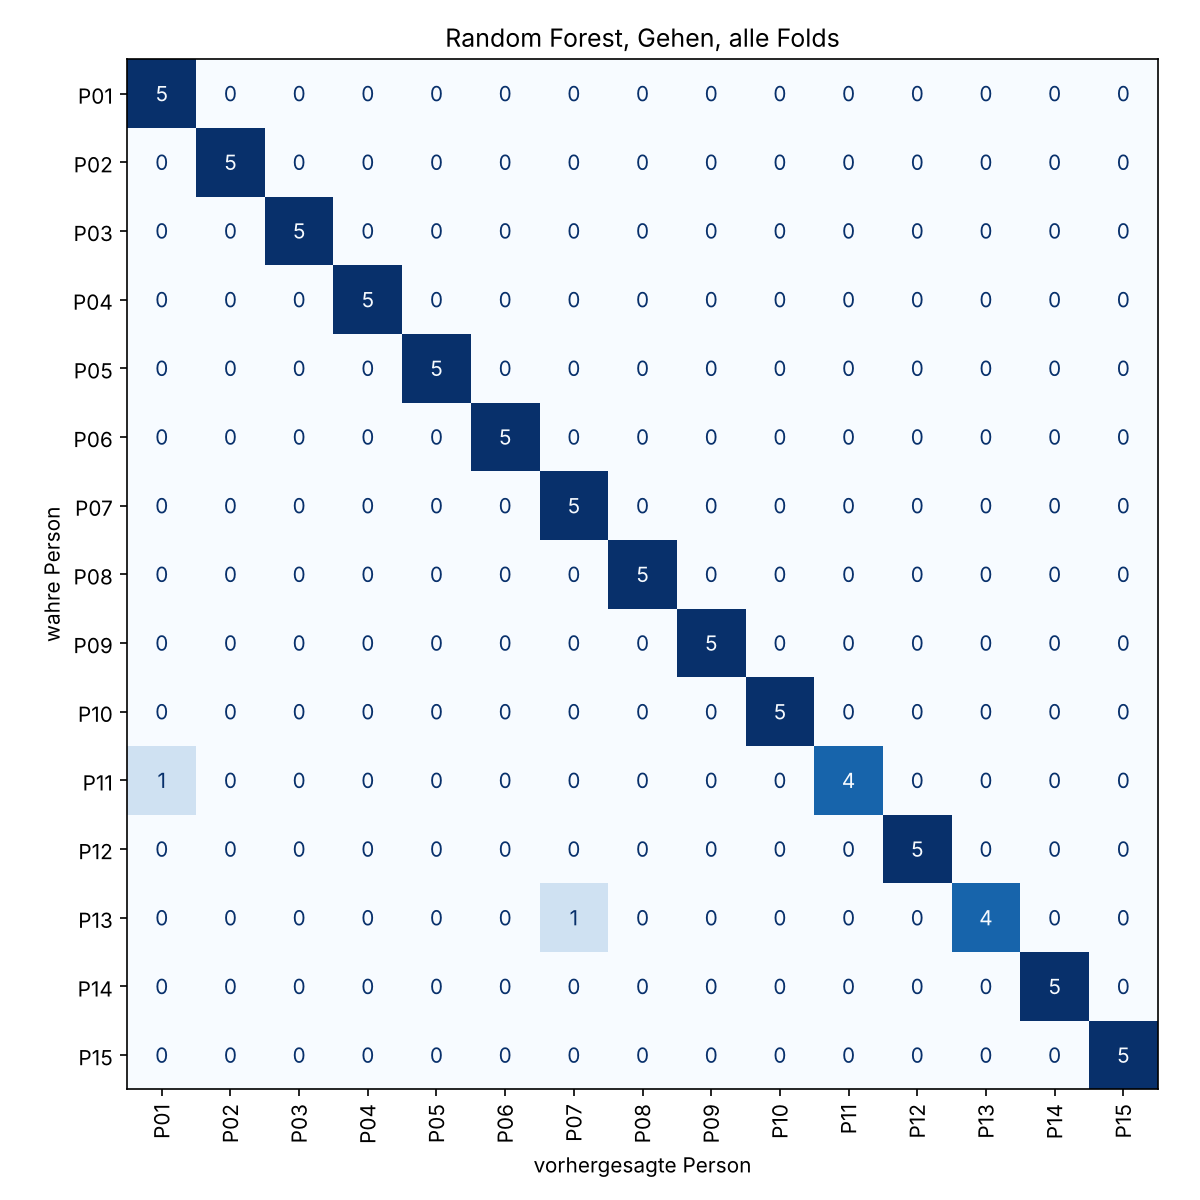 Random Forest, Gehen, alle Folds
P01 5 0 0 0 0 0 0 0 0 0 0 0 0 0 0
P02 0 5 0 0 0 0 0 0 0 0 0 0 0 0 0
P03 0 0 5 0 0 0 0 0 0 0 0 0 0 0 0
P04 0 0 0 5 0 0 0 0 0 0 0 0 0 0 0
P05 0 0 0 0 5 0 0 0 0 0 0 0 0 0 0
P06 0 0 0 0 0 5 0 0 0 0 0 0 0 0 0
P07 0 0 0 0 0 0 5 0 0 0 0 0 0 0 0
P08 0 0 0 0 0 0 0 5 0 0 0 0 0 0 0
wahre Person
P09 0 0 0 0 0 0 0 0 5 0 0 0 0 0 0
P10 0 0 0 0 0 0 0 0 0 5 0 0 0 0 0
P11 1 0 0 0 0 0 0 0 0 0 4 0 0 0 0
P12 0 0 0 0 0 0 0 0 0 0 0 5 0 0 0
P13 0 0 0 0 0 0 1 0 0 0 0 0 4 0 0
P14 0 0 0 0 0 0 0 0 0 0 0 0 0 5 0
P15 0 0 0 0 0 0 0 0 0 0 0 0 0 0 5
P01 P02 P03 P04 P05 P06 P07 P08 P09 P10 P11 P12 P13 P14 P15
vorhergesagte Person